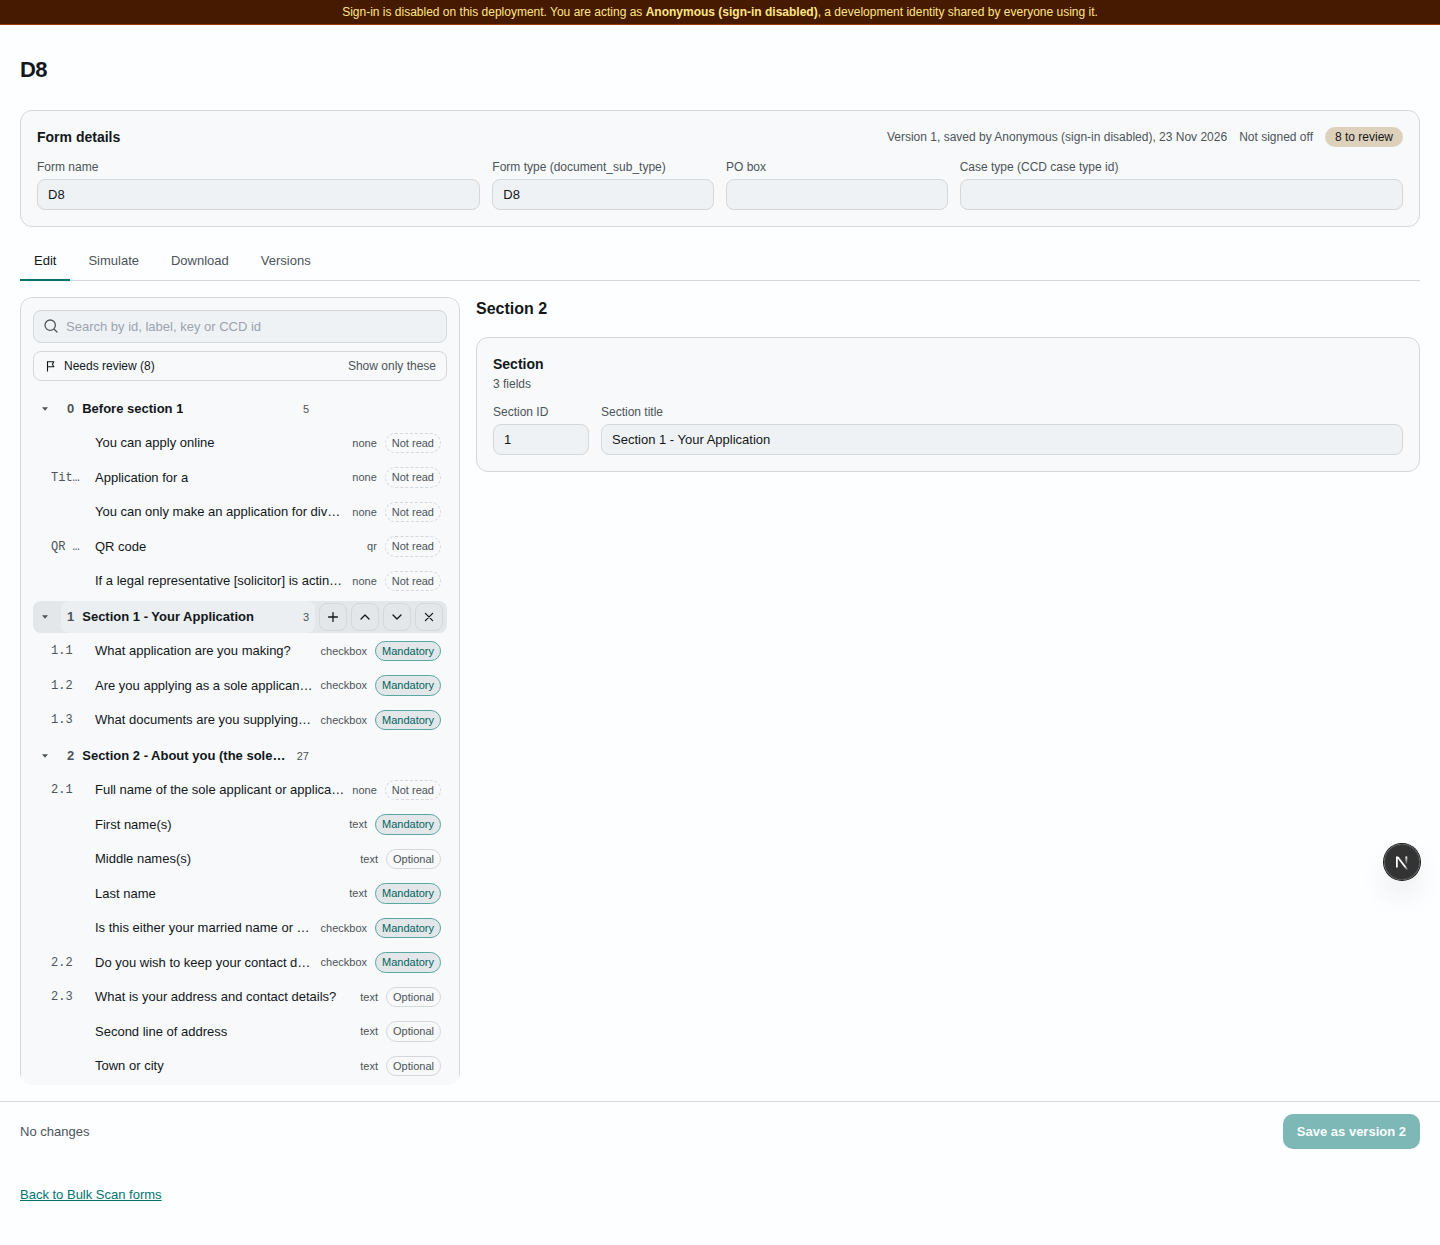 Sign-in is disabled on this deployment. You are acting as Anonymous (sign-in disabled), a development identity shared by everyone using it.
D8
Form details
Version 1, saved by Anonymous (sign-in disabled), 23 Nov 2026 Not signed off 8 to review
Form name Form type (document_sub_type) PO box Case type (CCD case type id)
D8 D8
Edit Simulate Download Versions
Search by id, label, key or CCD id
Needs review (8) Show only these
0 Before section 1 5
You can apply online none Not read
Tit… Application for a none Not read
You can only make an application for div… none Not read
QR … QR code qr Not read
If a legal representative [solicitor] is actin… none Not read
1 Section 1 - Your Application 3
1.1 What application are you making? checkbox Mandatory
1.2 Are you applying as a sole applican… checkbox Mandatory
1.3 What documents are you supplying… checkbox Mandatory
2 Section 2 - About you (the sole… 27
2.1 Full name of the sole applicant or applica… none Not read
First name(s) text Mandatory
Middle names(s) text Optional
Last name text Mandatory
Is this either your married name or … checkbox Mandatory
2.2 Do you wish to keep your contact d… checkbox Mandatory
2.3 What is your address and contact details? text Optional
Second line of address text Optional
Town or city text Optional
Section 2
Section
3 fields
Section ID Section title
1 Section 1 - Your Application
No changes
Save as version 2
Back to Bulk Scan forms